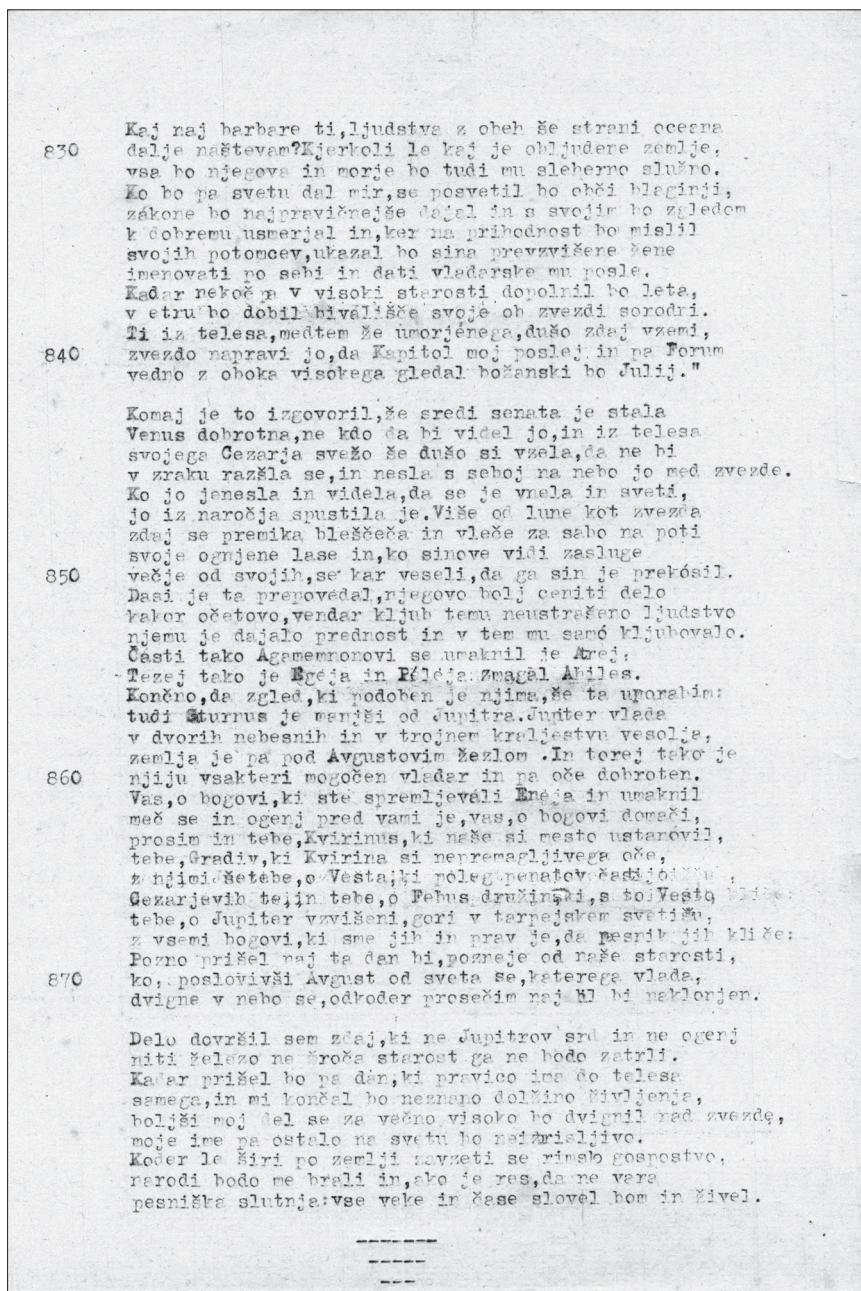 Kaj naj barbare ti,ljudstva z obeh še strani oceana
830 dalje naštevam?Kjerkoli le kaj je obljudene zemlje,
vsa bo njegova in morje bo tudi mu sleherno služno.
Ko bo pa svetu dal mir,se posvetil bo obči blaginji,
zákone bo najpravičnejše dajal in s svojim bo zgledom
k dobremu usmerjal in,ker na prihodnost bo mislil
svojih potomcev,ukazal bo sina prevzvišene žene
imenovati po sebi in dati vladarske mu posle.
Kadar nekoč pa v visoki starosti dopolnil bo leta,
v etru bo dobil bivališče svoje ob zvezdi sorodni.
Ti iz telesa,medtem že umorjénega,dušo zdaj vzemi,
840 zvezdo napravi jo,da Kapitol moj poslej in pa Forum
vedno z oboka visokega gledal božanski bo Julij."
Komaj je to izgovoril,že sredi senata je stala
Venus dobrotna,ne kdo da bi videl jo,in iz telesa
svojega Cezarja svežo še dušo si vzela,da ne bi
v zraku razšla se,in nesla s seboj na nebo jo med zvezde.
Ko jo jenesla in videla,da se je vnela in sveti,
jo iz naročja spustila je.Više od lune kot zvezda
zdaj se premika bleščeča in vleče za sabo na poti
svoje ognjene lase in,ko sinove vidi zasluge
850 večje od svojih,se kar veseli,da ga sin je prekósil.
Dasi je ta prepovedal,njegovo bolj ceniti delo
kakor očetovo,vendar kljub temu neustrašeno ljudstvo
njemu je dajalo prednost in v tem mu samó kljubovalo.
Části tako Agamemnonovi se umaknil je Atrej,
Tezej tako je Egéja in Péléja zmagal Ahiles.
Končno,da zgled,ki podoben je njima,še ta uporabim:
tudi Saturnus je manjši od Jupitra.Jupiter vlada
v dvorih nebesnih in v trojnem kraljestvu vesolja,
zemlja je pa pod Avgustovim žezlom .In torej tako je
860 njiju vsakteri mogočen vladar in pa oče dobroten.
Vas,o bogovi,ki ste spremljeváli Enéja in umaknil
meč se in ogenj pred vami je,vas,o bogovi domači,
prosim in tebe,Kvirinus,ki naše si mesto ustanovil,
tebe,Gradiv,ki Kvirina si nepremagljivega oče,
z njimi šetebe,o Vesta,ki poleg penatov častijo
Cezarjevih te,in tebe,o Febus družinski,s to Vesto
tebe,o Jupiter vzvišeni,gori v tarpejskem svetišu,
z vsemi bogovi,ki sme jih in prav je,da pesnik jih kliče:
Pozno prišel naj ta dan bi,pozneje od naše starosti,
870 ko, poslovivši Avgust od sveta se,katerega vlada,
dvigne v nebo se,odkoder prosečim naj bil bi naklonjen.
Delo dovršil sem zdaj,ki ne Jupitrov srd in ne ogenj
niti železo ne žroča starost ga ne bodo zatrli.
Kadar prišel bo pa dán,ki pravico ima do telesa
samega,in mi končal bo neznano dolžino življenja,
boljši moj del se za večno visoko bo dvignil nad zvezde,
moje ime pa ostalo na svetu bo neizbrisljivo.
Koder le širi po zemlji zavzeti se rimsko gospostvo,
narodi bodo me brali in,ako je res,da ne vara
pesniška slutnja:vse veke in čase slovel bom in živel.